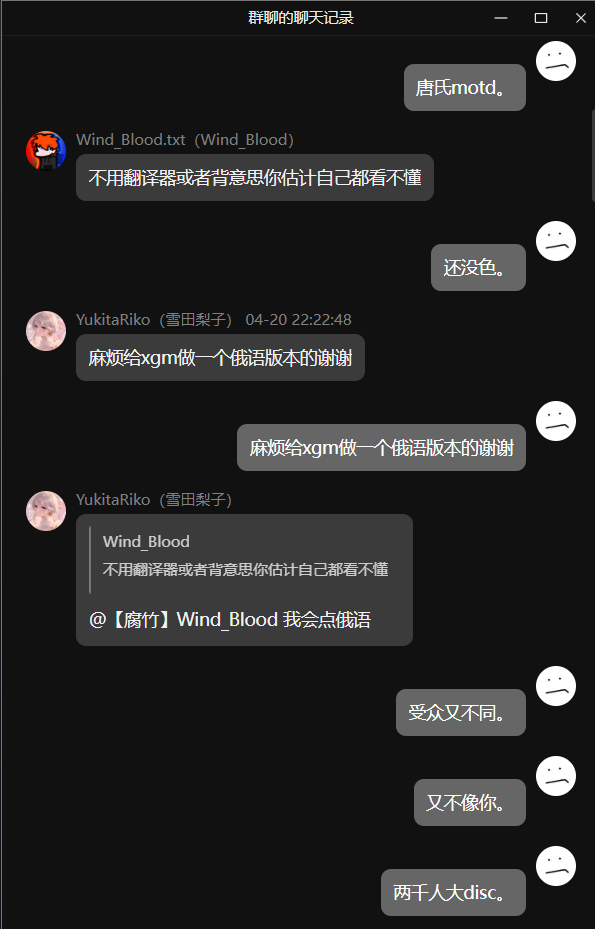 群聊的聊天记录
唐氏motd。
Wind_Blood.txt（Wind_Blood）
不用翻译器或者背意思你估计自己都看不懂
还没色。
YukitaRiko（雪田梨子） 04-20 22:22:48
麻烦给xgm做一个俄语版本的谢谢
麻烦给xgm做一个俄语版本的谢谢
YukitaRiko（雪田梨子）
Wind_Blood
不用翻译器或者背意思你估计自己都看不懂
@【腐竹】Wind_Blood 我会点俄语
受众又不同。
又不像你。
两千人大disc。